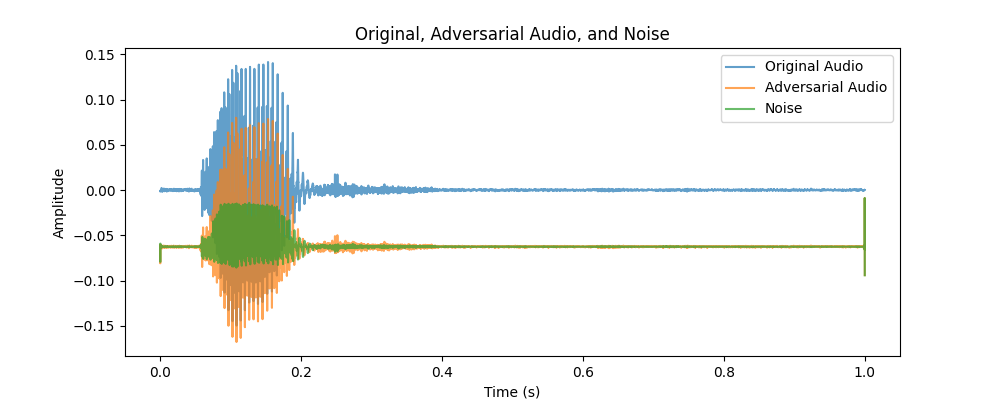 Original, Adversarial Audio, and Noise
Original Audio
Adversarial Audio
Noise
Amplitude
0.15
0.10
0.05
0.00
−0.05
−0.10
−0.15
0.0 0.2 0.4 0.6 0.8 1.0
Time (s)